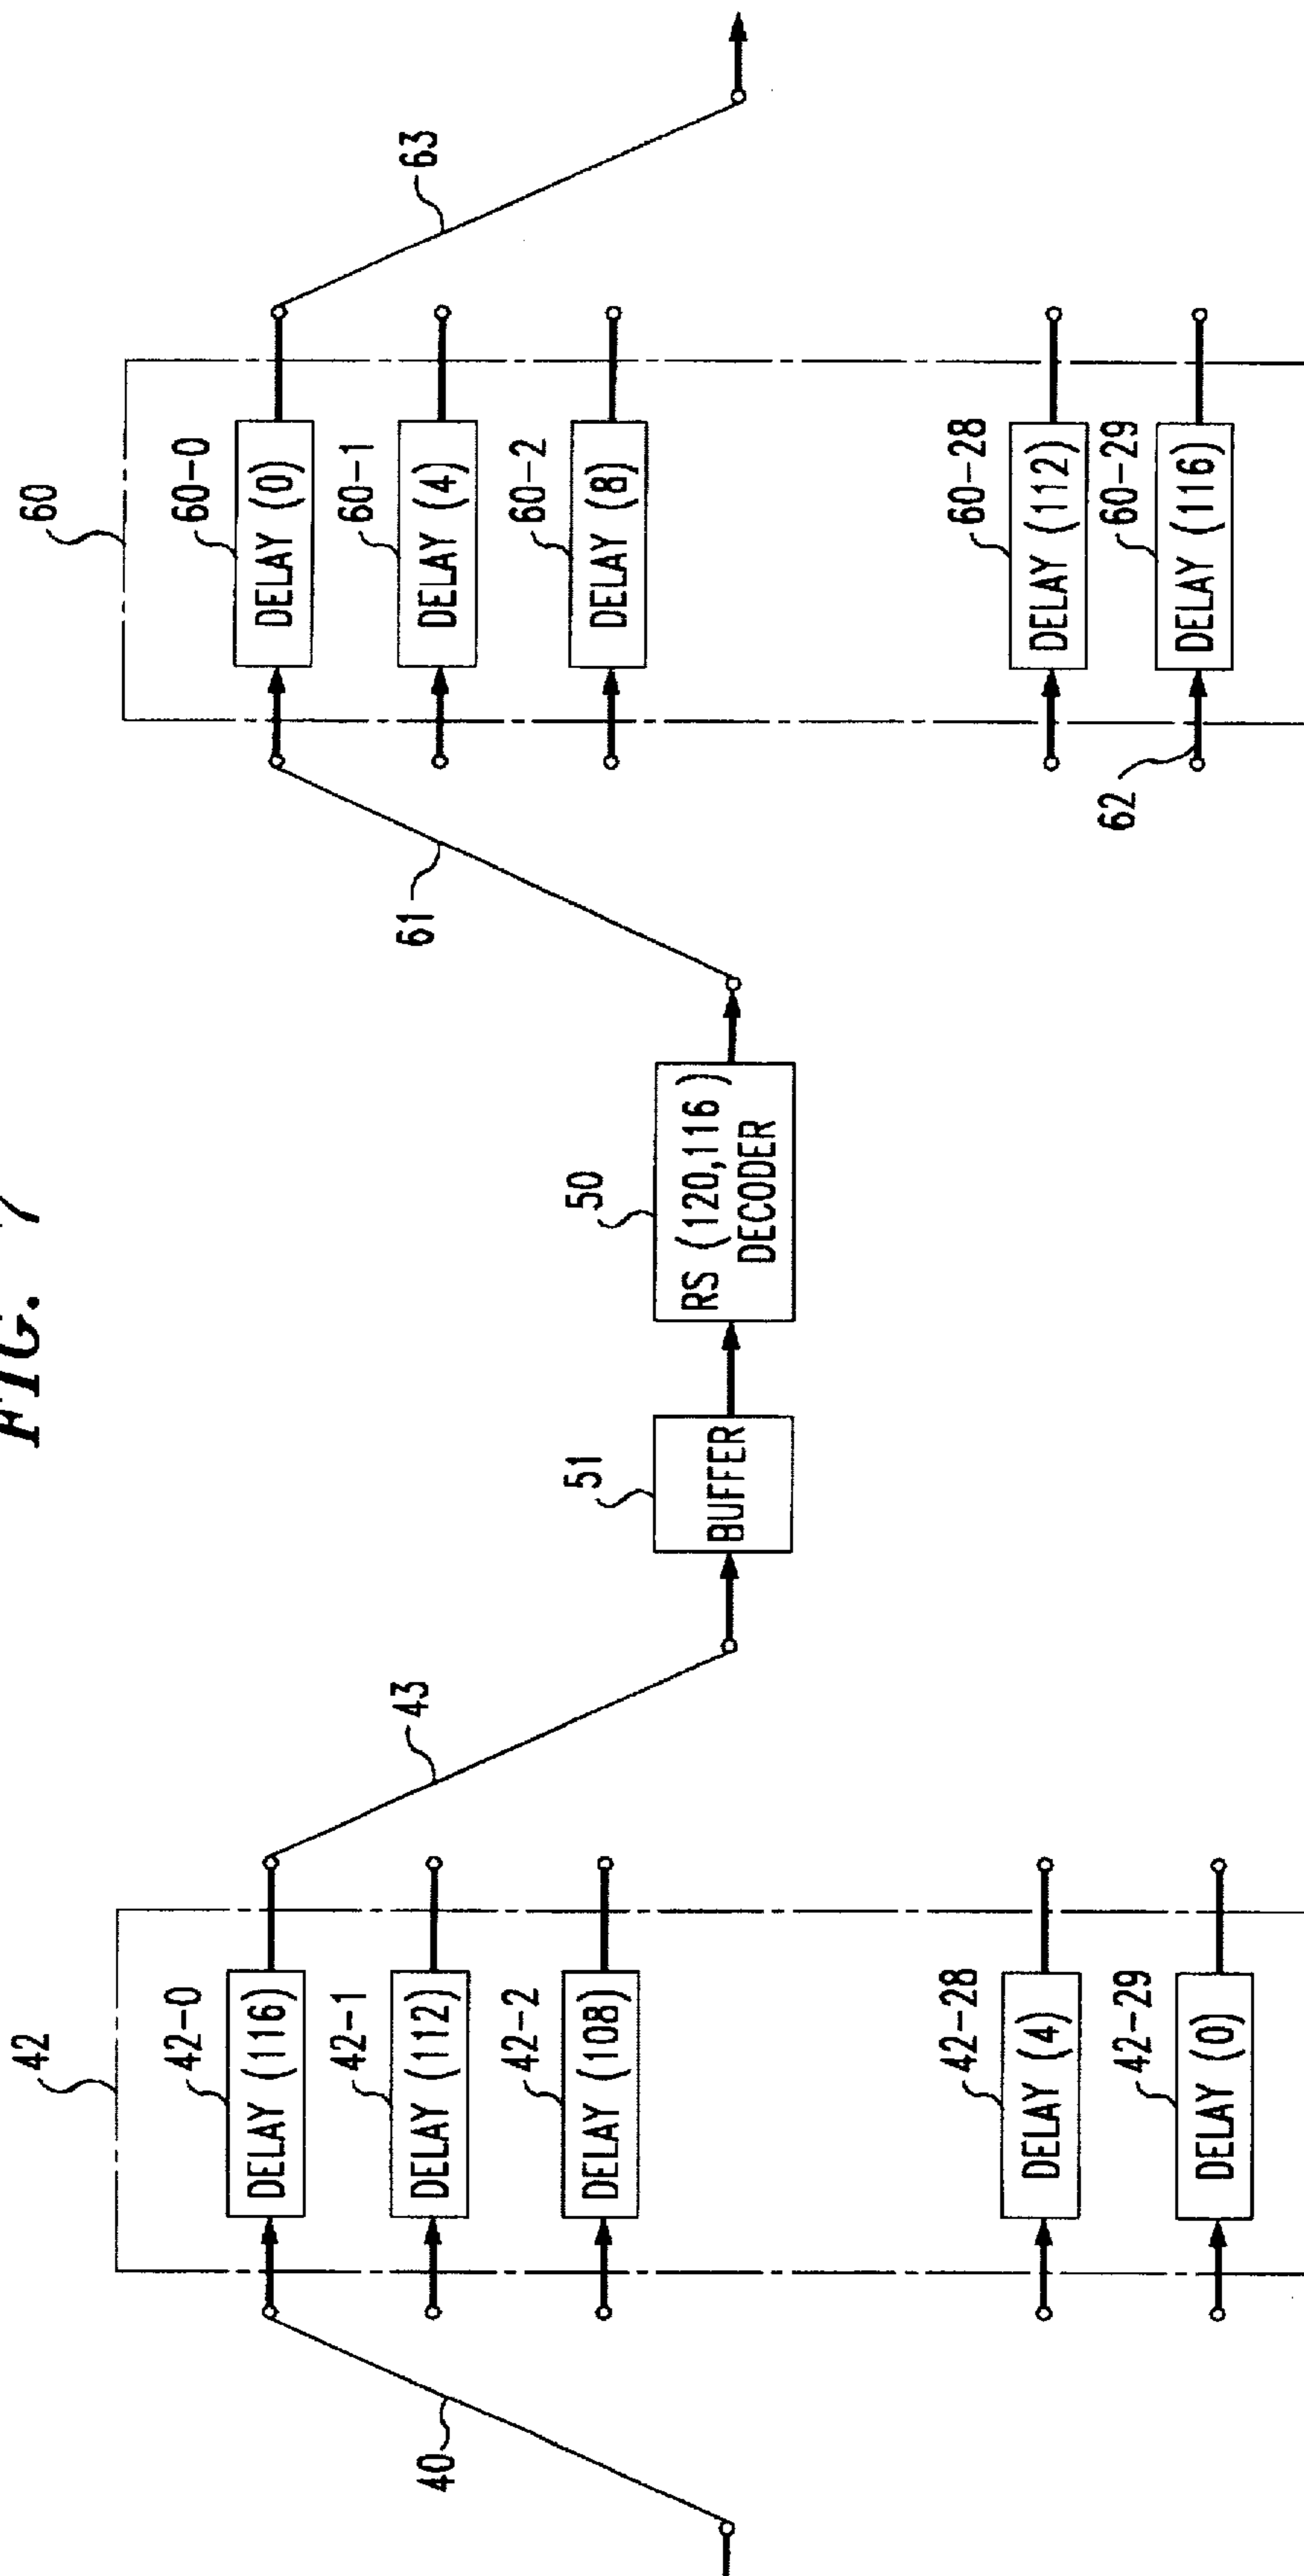 FIG. 7
42
42-0
DELAY (116)
42-1
DELAY (112)
42-2
DELAY (108)
42-28
DELAY (4)
42-29
DELAY (0)
40
43
51
BUFFER
50
RS (120,116)
DECODER
61
60
60-0
DELAY (0)
60-1
DELAY (4)
60-2
DELAY (8)
60-28
DELAY (112)
60-29
DELAY (116)
62
63